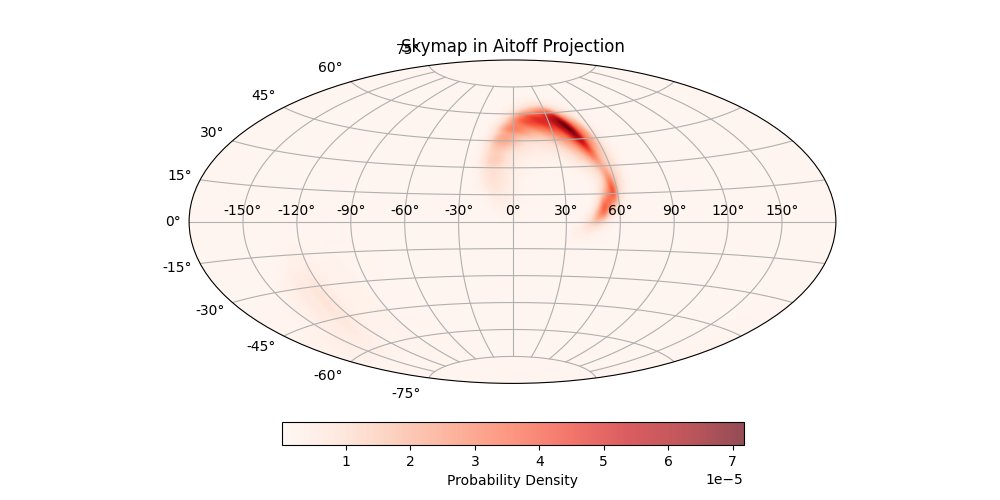 Skymap in Aitoff Projection
75°
60°
45°
30°
15°
-150° -120° -90° -60° -30° 0° 30° 60° 90° 120° 150°
0°
-15°
-30°
-45°
-60°
-75°
1 2 3 4 5 6 7
1e−5
Probability Density